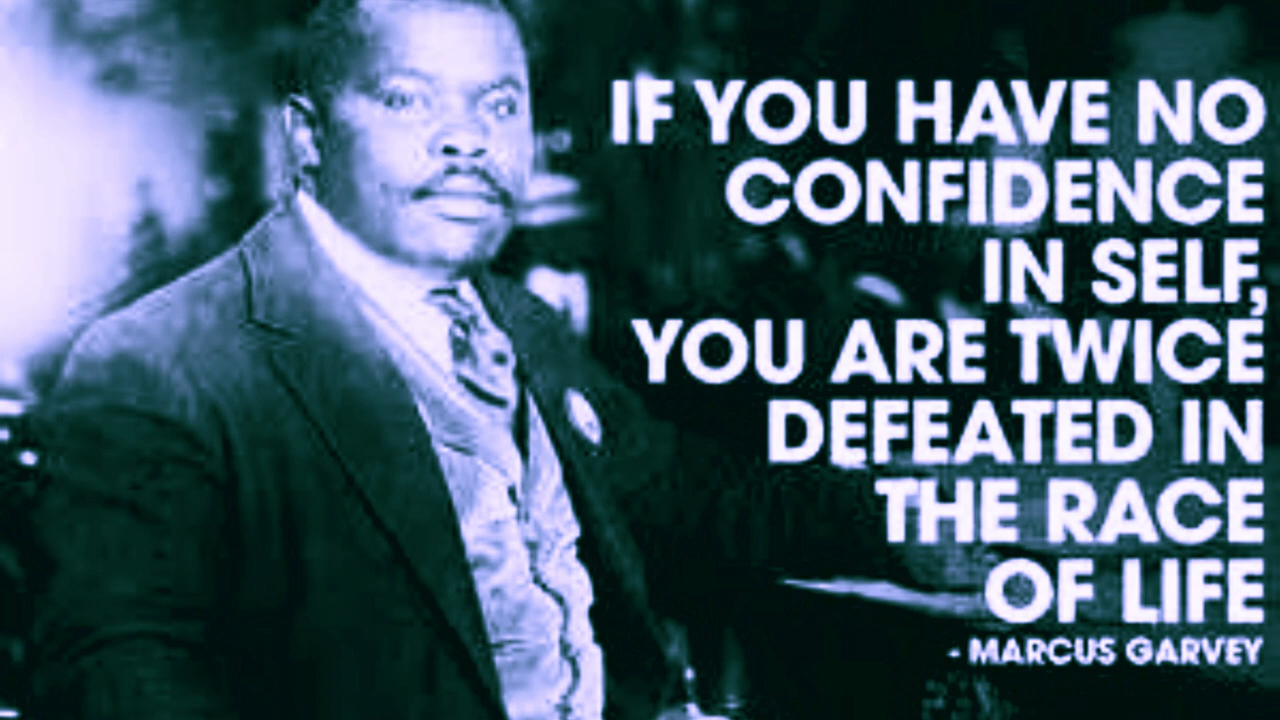 IF YOU HAVE NO
CONFIDENCE
IN SELF,
YOU ARE TWICE
DEFEATED IN
THE RACE
OF LIFE
- MARCUS GARVEY